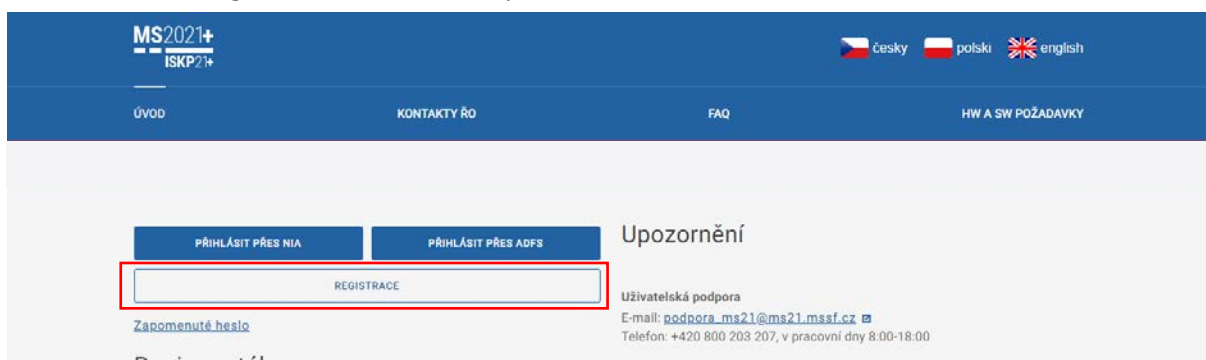 MS2021+
ISKP21+
česky polski english
ÚVOD KONTAKTY ŘO FAQ HW A SW POŽADAVKY
PŘIHLÁSIT PŘES NIA PŘIHLÁSIT PŘES ADFS
REGISTRACE
Zapomenuté heslo
Upozornění
Uživatelská podpora
E-mail: podpora_ms21@ms21.mssf.cz
Telefon: +420 800 203 207, v pracovní dny 8:00-18:00